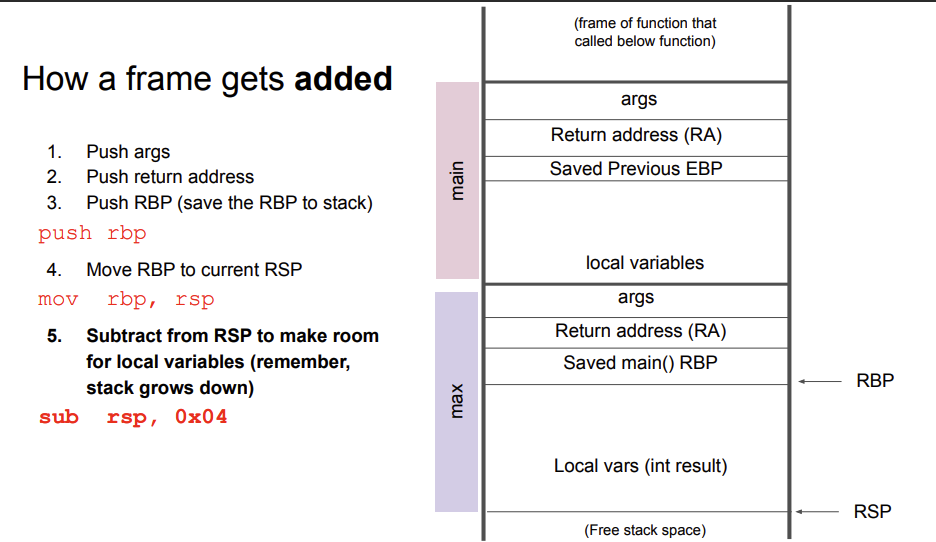 How a frame gets added
1. Push args
2. Push return address
3. Push RBP (save the RBP to stack)
push rbp
4. Move RBP to current RSP
mov rbp, rsp
5. Subtract from RSP to make room
for local variables (remember,
stack grows down)
sub rsp, 0x04
(frame of function that
called below function)
main
args
Return address (RA)
Saved Previous EBP
local variables
max
args
Return address (RA)
Saved main() RBP
RBP
Local vars (int result)
RSP
(Free stack space)